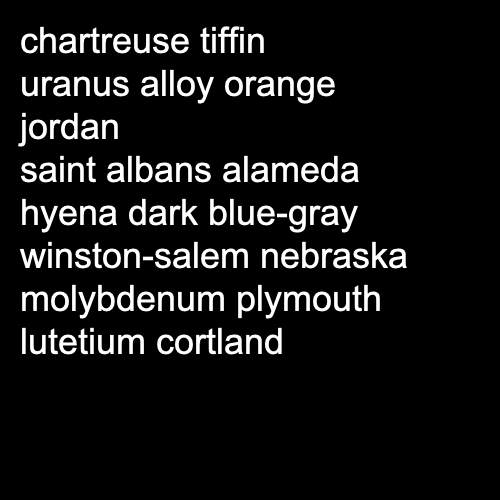 chartreuse tiffin
uranus alloy orange
jordan
saint albans alameda
hyena dark blue-gray
winston-salem nebraska
molybdenum plymouth
lutetium cortland